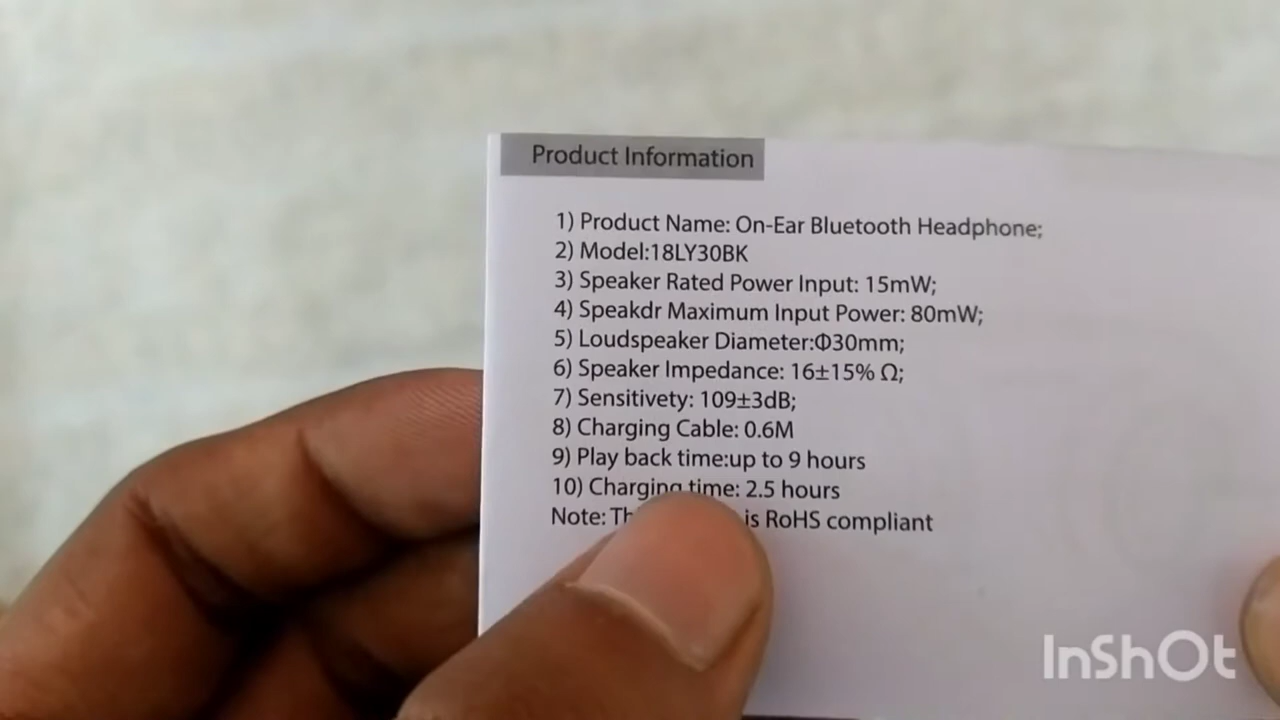 Product Information
1) Product Name: On-Ear Bluetooth Headphone;
2) Model:18LY30BK
3) Speaker Rated Power Input: 15mW;
4) Speakdr Maximum Input Power: 80mW;
5) Loudspeaker Diameter:Φ30mm;
6) Speaker Impedance: 16±15% Ω;
7) Sensitivety: 109±3dB;
8) Charging Cable: 0.6M
9) Play back time:up to 9 hours
10) Charging time: 2.5 hours
Note: is RoHS compliant
InShOt